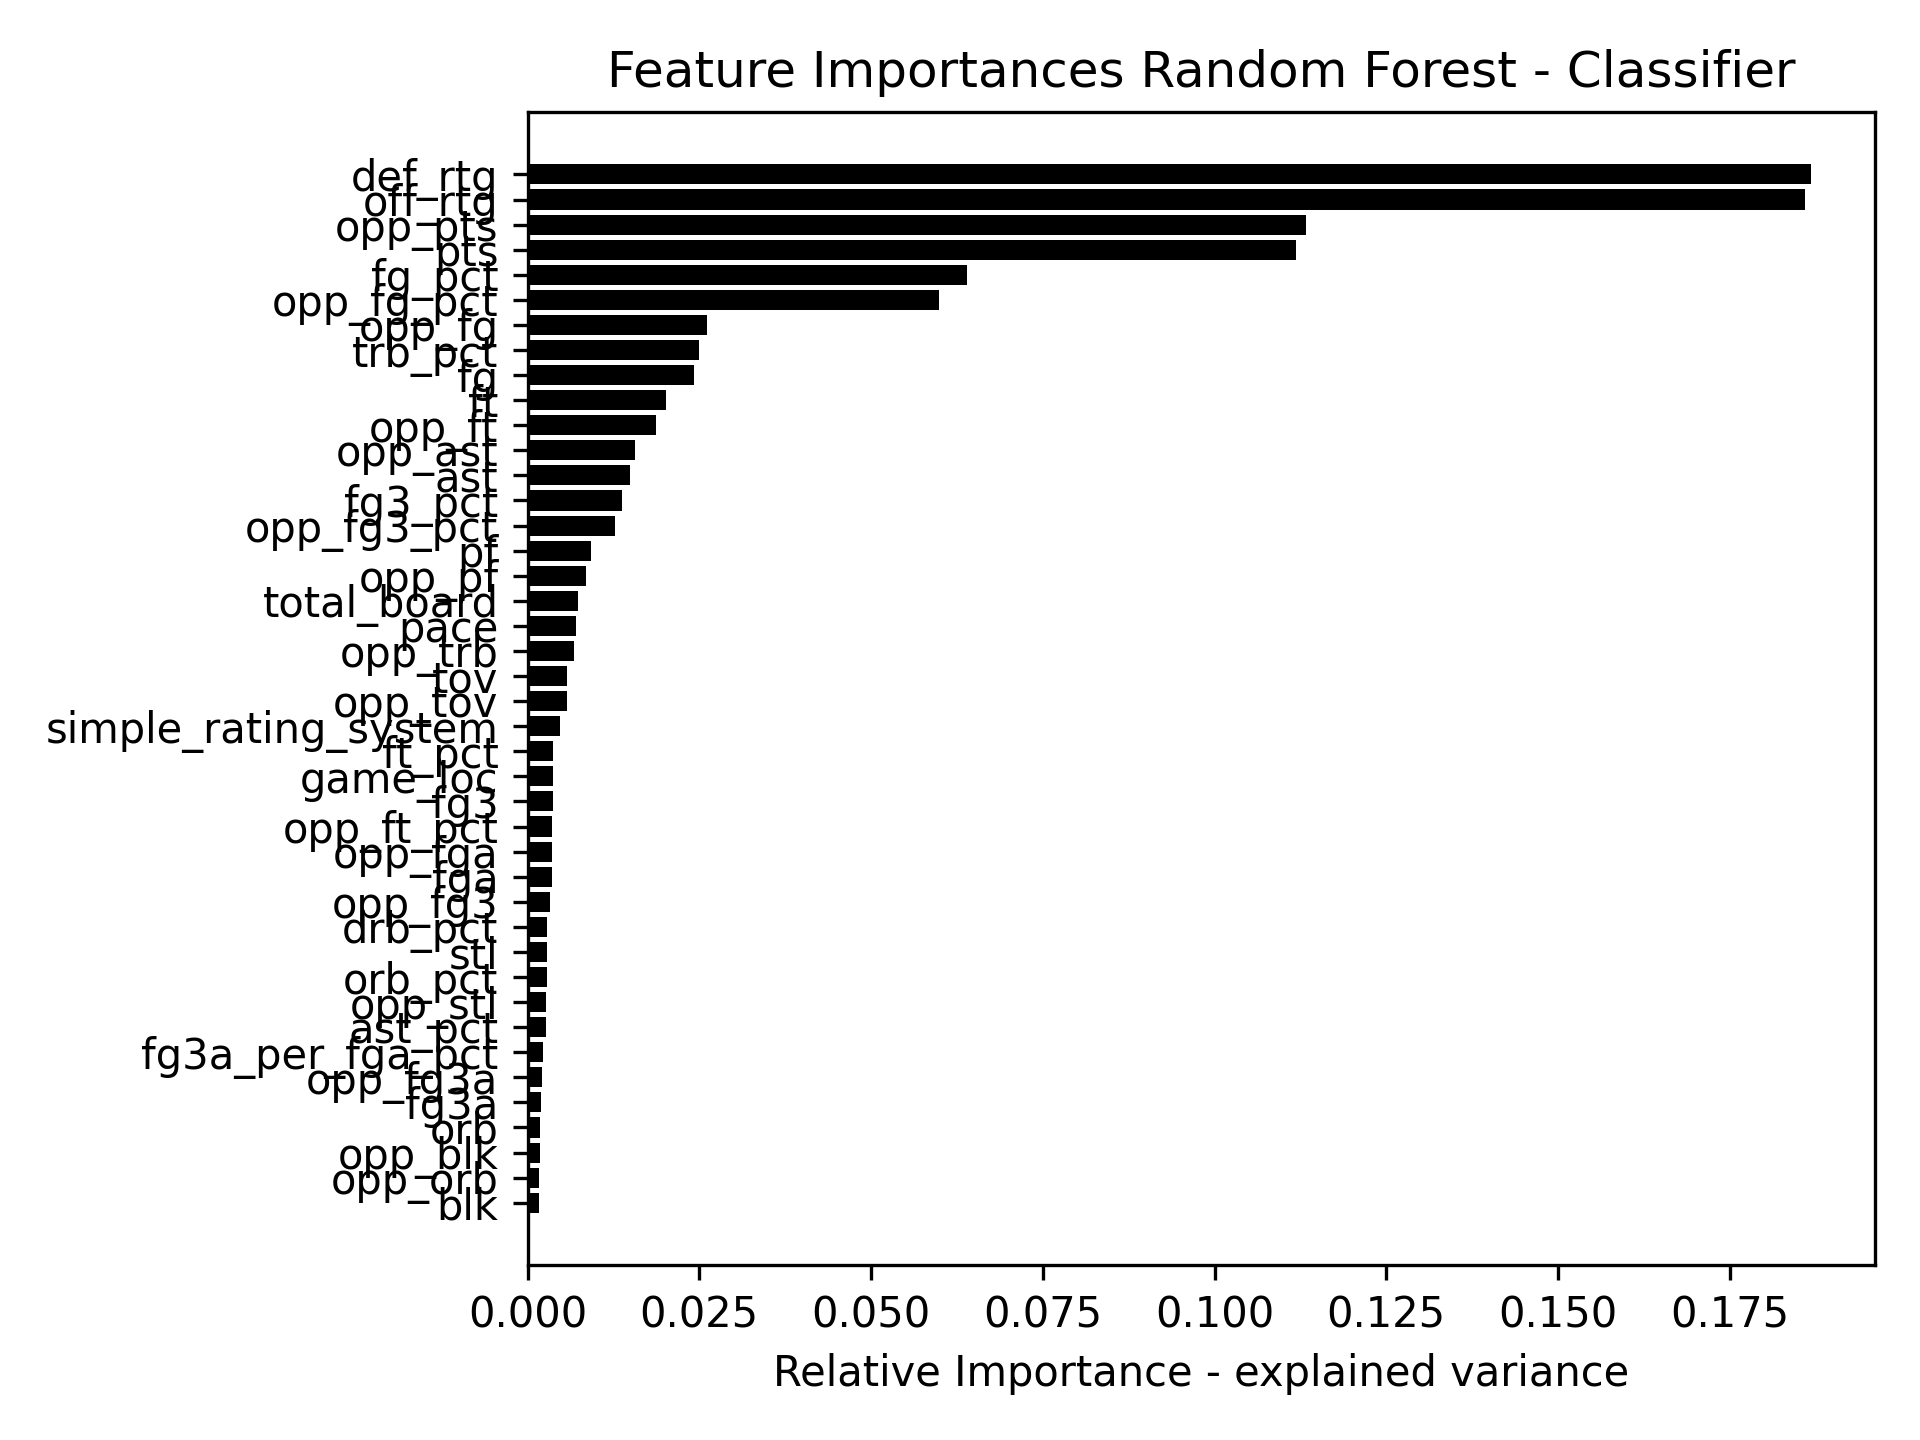 Feature Importances Random Forest - Classifier
def_rtg
off_rtg
opp_pts
pts
fg_pct
opp_fg_pct
opp_fg
trb_pct
fg
ft
opp_ft
opp_ast
ast
fg3_pct
opp_fg3_pct
pf
opp_pf
total_board
pace
opp_trb
tov
opp_tov
simple_rating_system
ft_pct
game_loc
fg3
opp_ft_pct
opp_fga
fga
opp_fg3
drb_pct
stl
orb_pct
opp_stl
ast_pct
fg3a_per_fga_pct
opp_fg3a
fg3a
orb
opp_blk
opp_orb
blk
0.000 0.025 0.050 0.075 0.100 0.125 0.150 0.175
Relative Importance - explained variance